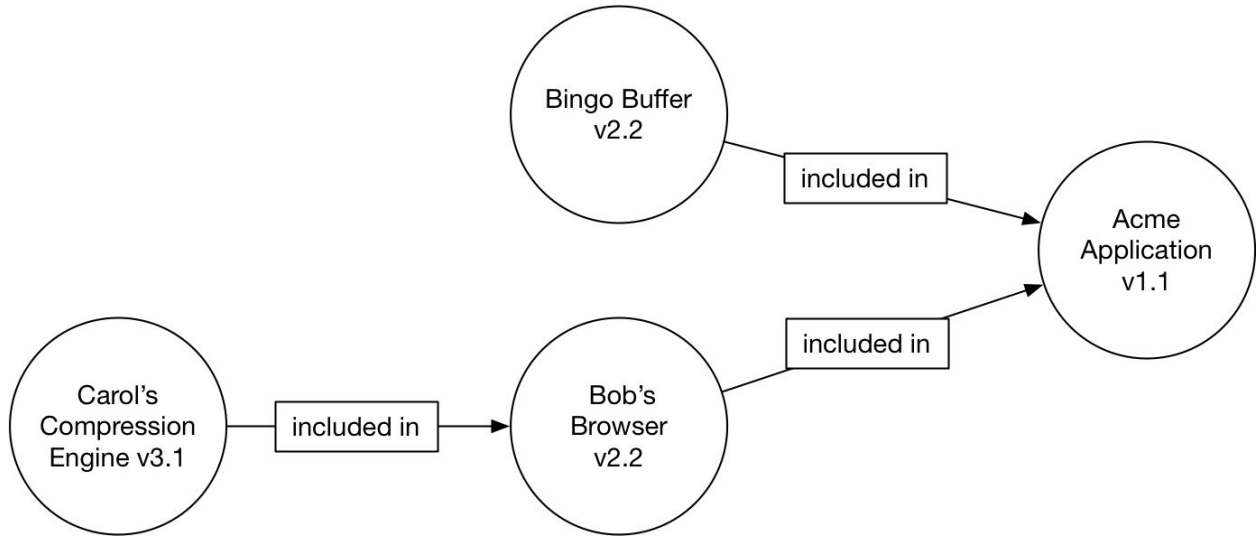 Bingo Buffer
v2.2
included in
Acme
Application
v1.1
included in
Carol’s
Compression
Engine v3.1
included in
Bob’s
Browser
v2.2